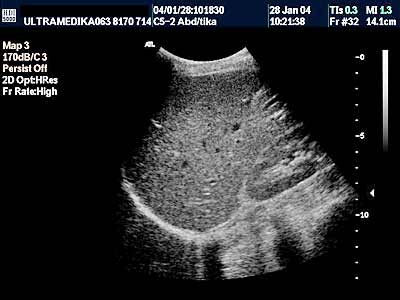 ULTRAMEDIKA063 8170 714
04/01/28:101830
C5-2 Abd/tika
28 Jan 04
10:21:38
TIs 0.3 MI 1.3
Fr #32 14.1cm
Map 3
170dB/C 3
Persist Off
2D Opt:HRes
Fr Rate:High
ATL
0
5
10